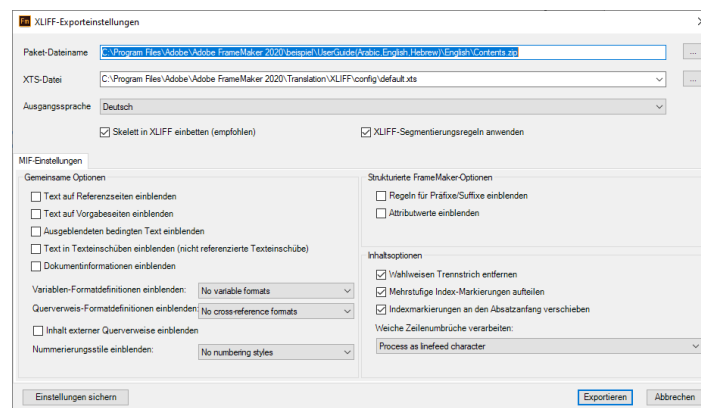 Fm XLIFF-Exporteinstellungen
Paket-Dateiname C:\Program Files\Adobe\Adobe FrameMaker 2020\beispiel\UserGuide(Arabic,English,Hebrew)\English\Contents.zip ...
XTS-Datei C:\Program Files\Adobe\Adobe FrameMaker 2020\Translation\XLIFF\config\default.xts ...
Ausgangssprache Deutsch
Skelett in XLIFF einbetten (empfohlen) XLIFF-Segmentierungsregeln anwenden
MIF-Einstellungen
Gemeinsame Optionen
Text auf Referenzseiten einblenden
Text auf Vorgabeseiten einblenden
Ausgeblendeten bedingten Text einblenden
Text in Texteinschüben einblenden (nicht referenzierte Texteinschübe)
Dokumentinformationen einblenden
Variablen-Formatdefinitionen einblenden: No variable formats
Querverweis-Formatdefinitionen einblenden: No cross-reference formats
Inhalt externer Querverweise einblenden
Nummerierungsstile einblenden: No numbering styles
Strukturierte FrameMaker-Optionen
Regeln für Präfixe/Suffixe einblenden
Attributwerte einblenden
Inhaltsoptionen
Wahlweisen Trennstrich entfernen
Mehrstufige Index-Markierungen aufteilen
Indexmarkierungen an den Absatzanfang verschieben
Weiche Zeilenumbrüche verarbeiten:
Process as linefeed character
Einstellungen sichern Exportieren Abbrechen